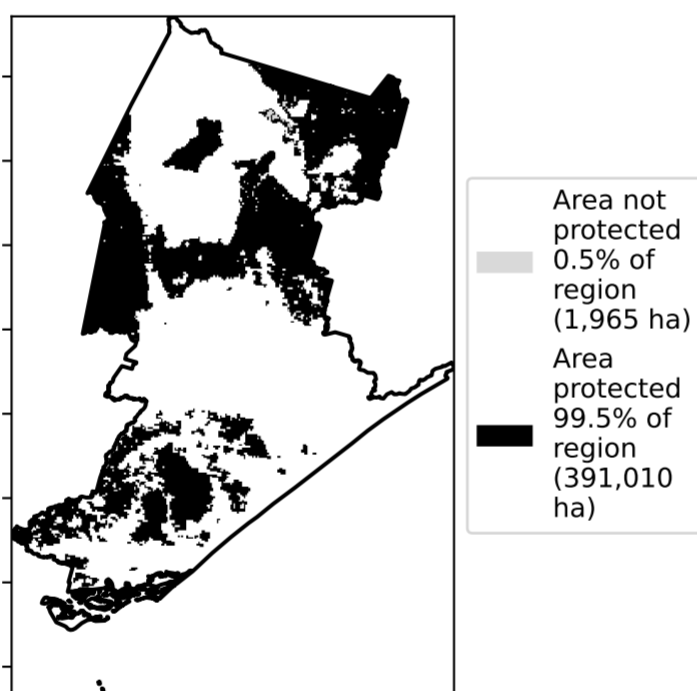 Area not
protected
0.5% of
region
(1,965 ha)
Area
protected
99.5% of
region
(391,010
ha)